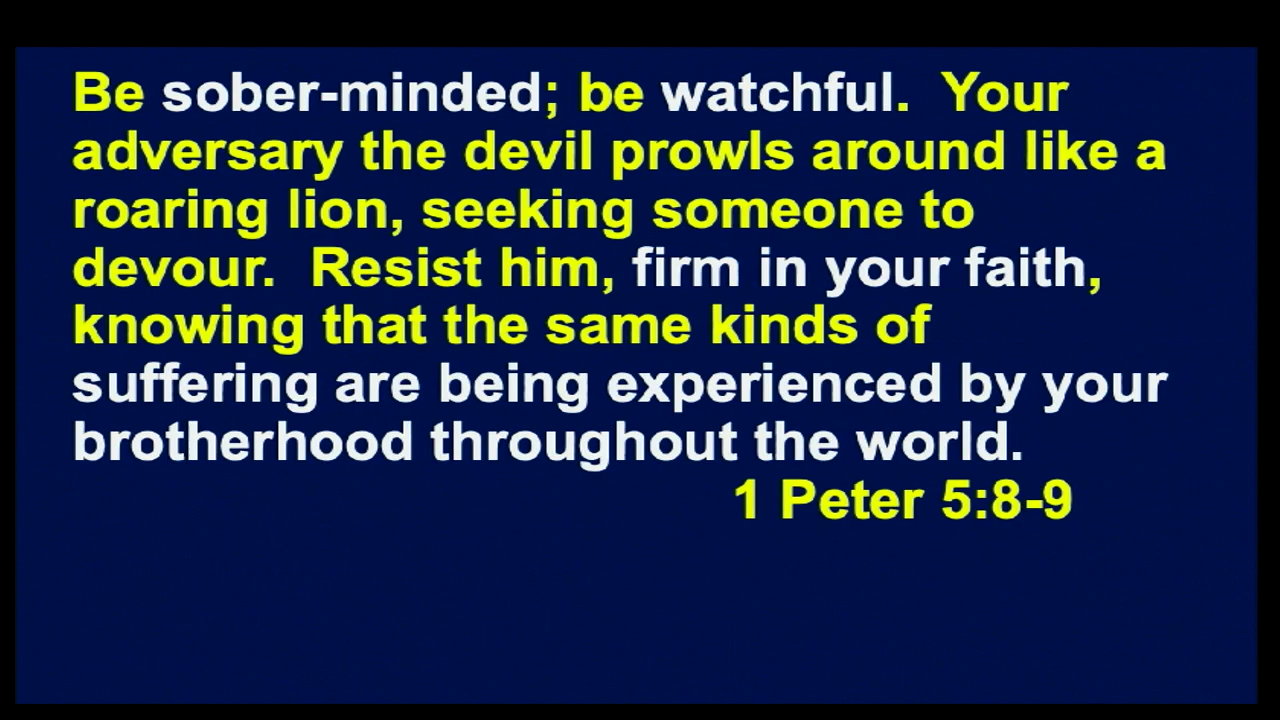 Be sober-minded; be watchful.  Your
adversary the devil prowls around like a
roaring lion, seeking someone to
devour.  Resist him, firm in your faith,
knowing that the same kinds of
suffering are being experienced by your
brotherhood throughout the world.
1 Peter 5:8-9